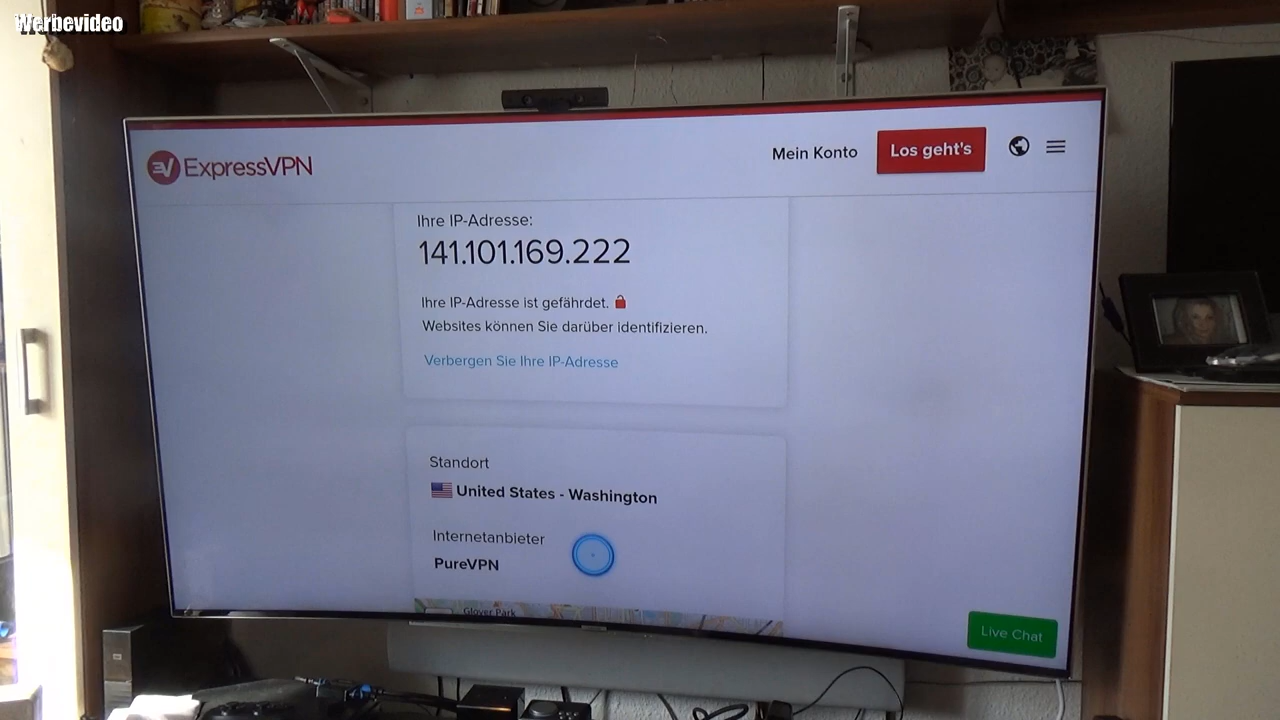 Werbevideo
ExpressVPN
Mein Konto
Los geht's
Ihre IP-Adresse:
141.101.169.222
Ihre IP-Adresse ist gefährdet.
Websites können Sie darüber identifizieren.
Verbergen Sie Ihre IP-Adresse
Standort
United States - Washington
Internetanbieter
PureVPN
Glover Park
Live Chat